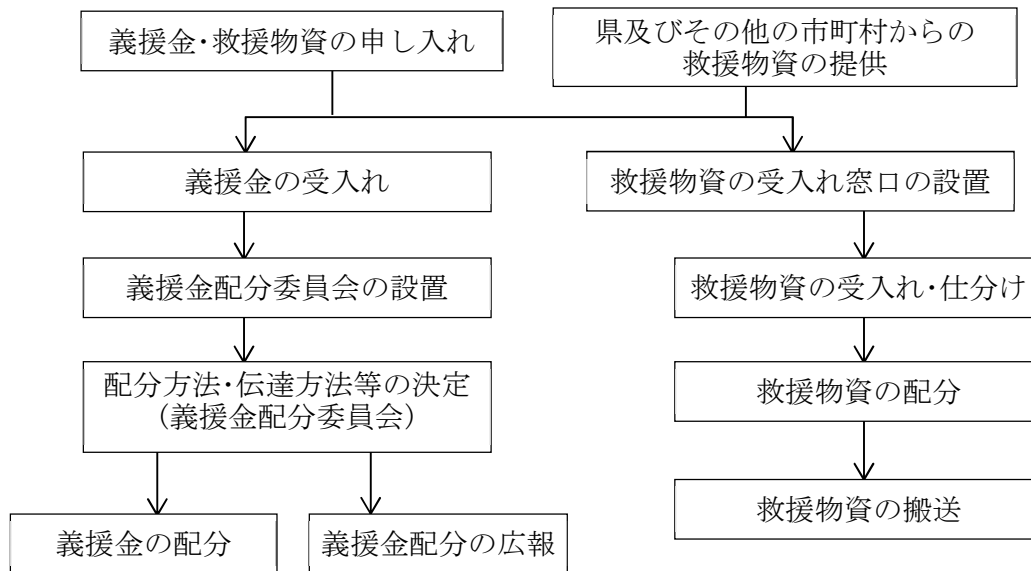 義援金・救援物資の申し入れ
県及びその他の市町村からの
救援物資の提供
義援金の受入れ
救援物資の受入れ窓口の設置
義援金配分委員会の設置
救援物資の受入れ・仕分け
配分方法・伝達方法等の決定
(義援金配分委員会)
救援物資の配分
救援物資の搬送
義援金の配分
義援金配分の広報